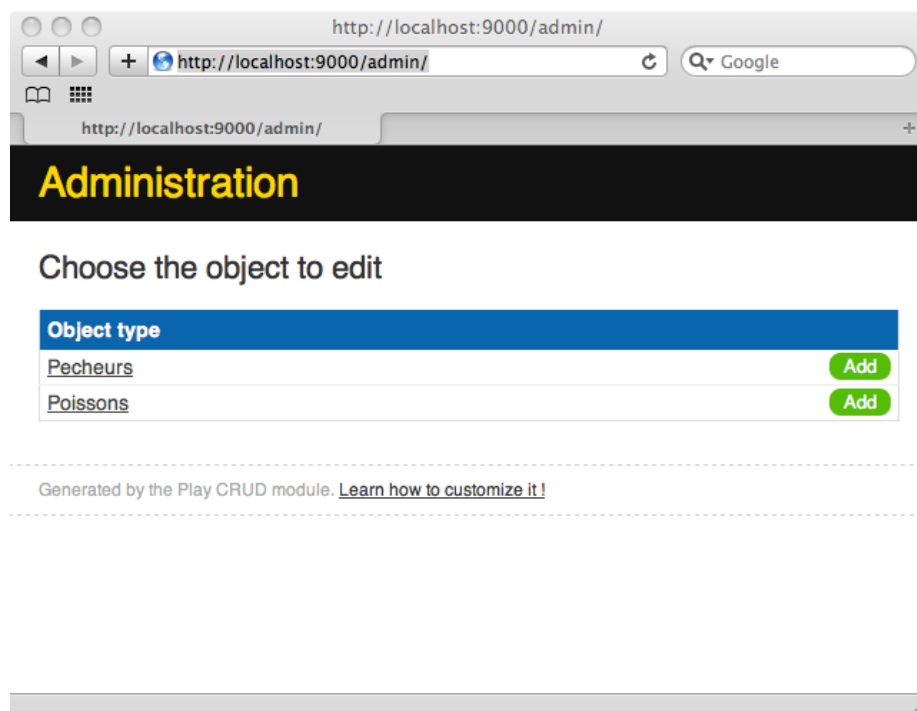 http://localhost:9000/admin/
http://localhost:9000/admin/
Google
http://localhost:9000/admin/
Administration
Choose the object to edit
Object type
Pecheurs Add
Poissons Add
Generated by the Play CRUD module. Learn how to customize it !